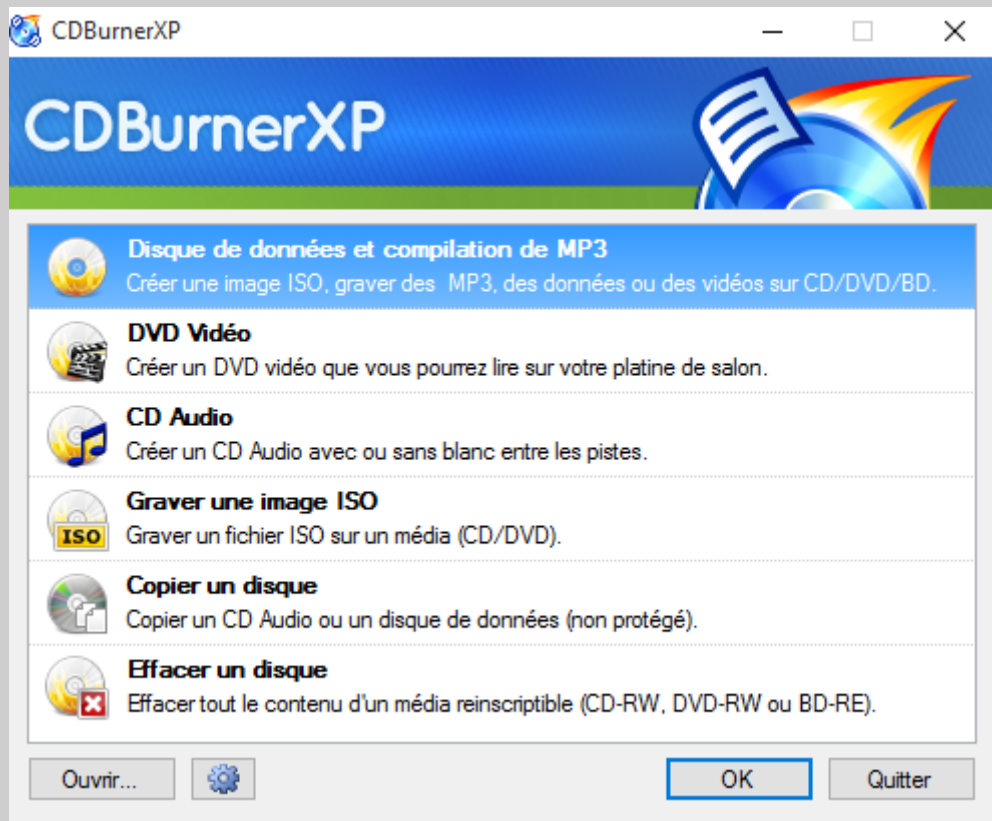 CDBurnerXP
CDBurnerXP
Disque de données et compilation de MP3
Créer une image ISO, graver des  MP3, des données ou des vidéos sur CD/DVD/BD.
DVD Vidéo
Créer un DVD vidéo que vous pourrez lire sur votre platine de salon.
CD Audio
Créer un CD Audio avec ou sans blanc entre les pistes.
Graver une image ISO
ISO
Graver un fichier ISO sur un média (CD/DVD).
Copier un disque
Copier un CD Audio ou un disque de données (non protégé).
Effacer un disque
Effacer tout le contenu d'un média reinscriptible (CD-RW, DVD-RW ou BD-RE).
Ouvrir... OK Quitter